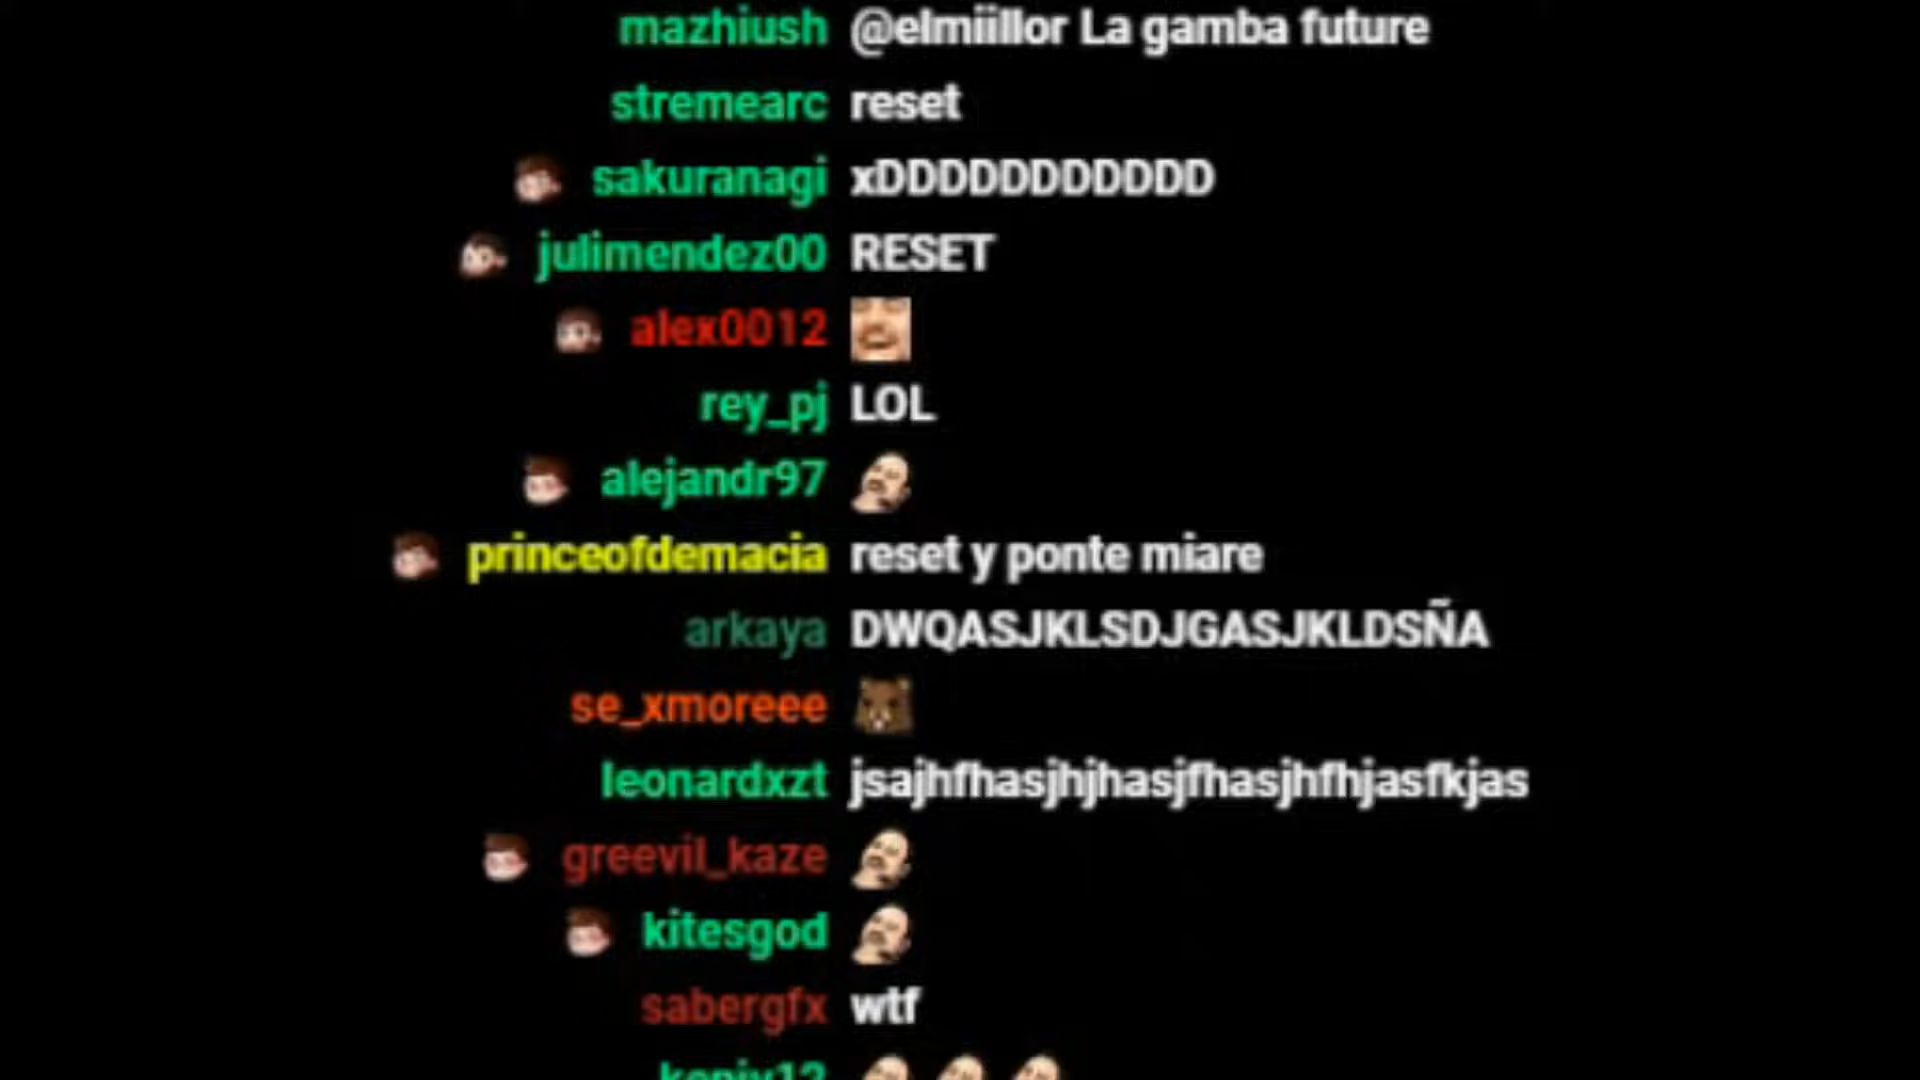 mazhiush @elmiillor La gamba future
stremearc reset
sakuranagi xDDDDDDDDDDD
julimendez00 RESET
alex0012
rey_pj LOL
alejandr97
princeofdemacia reset y ponte miare
arkaya DWQASJKLSDJGASJKLDSÑA
se_xmoreee
leonardxzt jsajhfhasjhjhasjfhasjhfhjasfkjas
greevil_kaze
kitesgod
sabergfx wtf